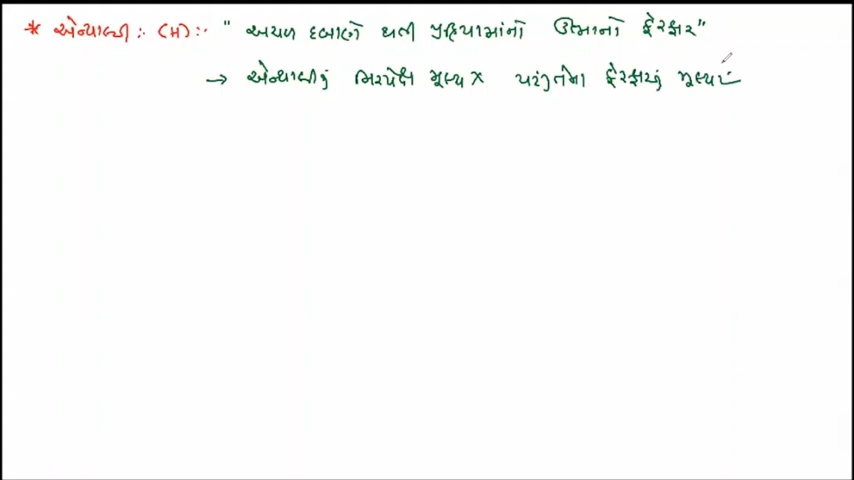 * એન્થાલ્પી :- (H) :- "અચળ દબાણે થતી પ્રક્રિયામાંનો ઉષ્માનો ફેરફાર"
→ એન્થાલ્પીનું નિરપેક્ષ મૂલ્ય X પરંતુ તેના ફેરફારનું મૂલ્ય